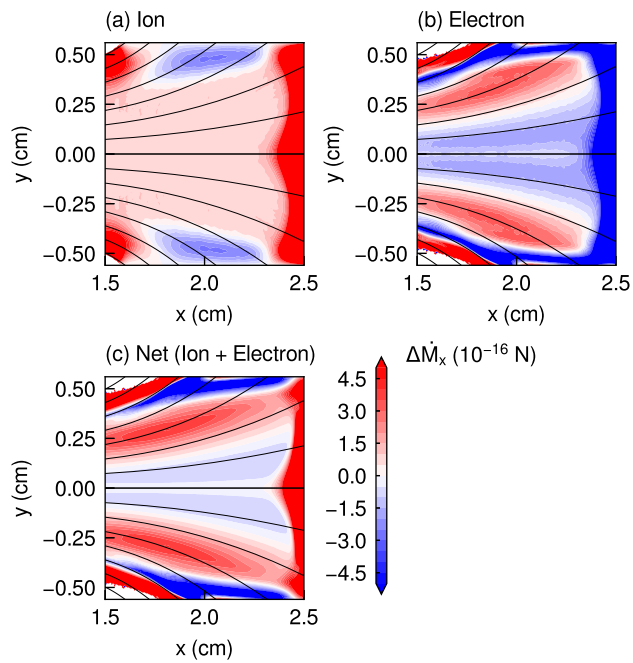 (a) Ion
(b) Electron
0.50
0.25
0.00
−0.25
−0.50
y (cm)
1.5 2.0 2.5
x (cm)
0.50
0.25
0.00
−0.25
−0.50
y (cm)
1.5 2.0 2.5
x (cm)
(c) Net (Ion + Electron)
ΔṀₓ (10⁻¹⁶ N)
0.50
0.25
0.00
−0.25
−0.50
y (cm)
1.5 2.0 2.5
x (cm)
4.5
3.0
1.5
0.0
−1.5
−3.0
−4.5